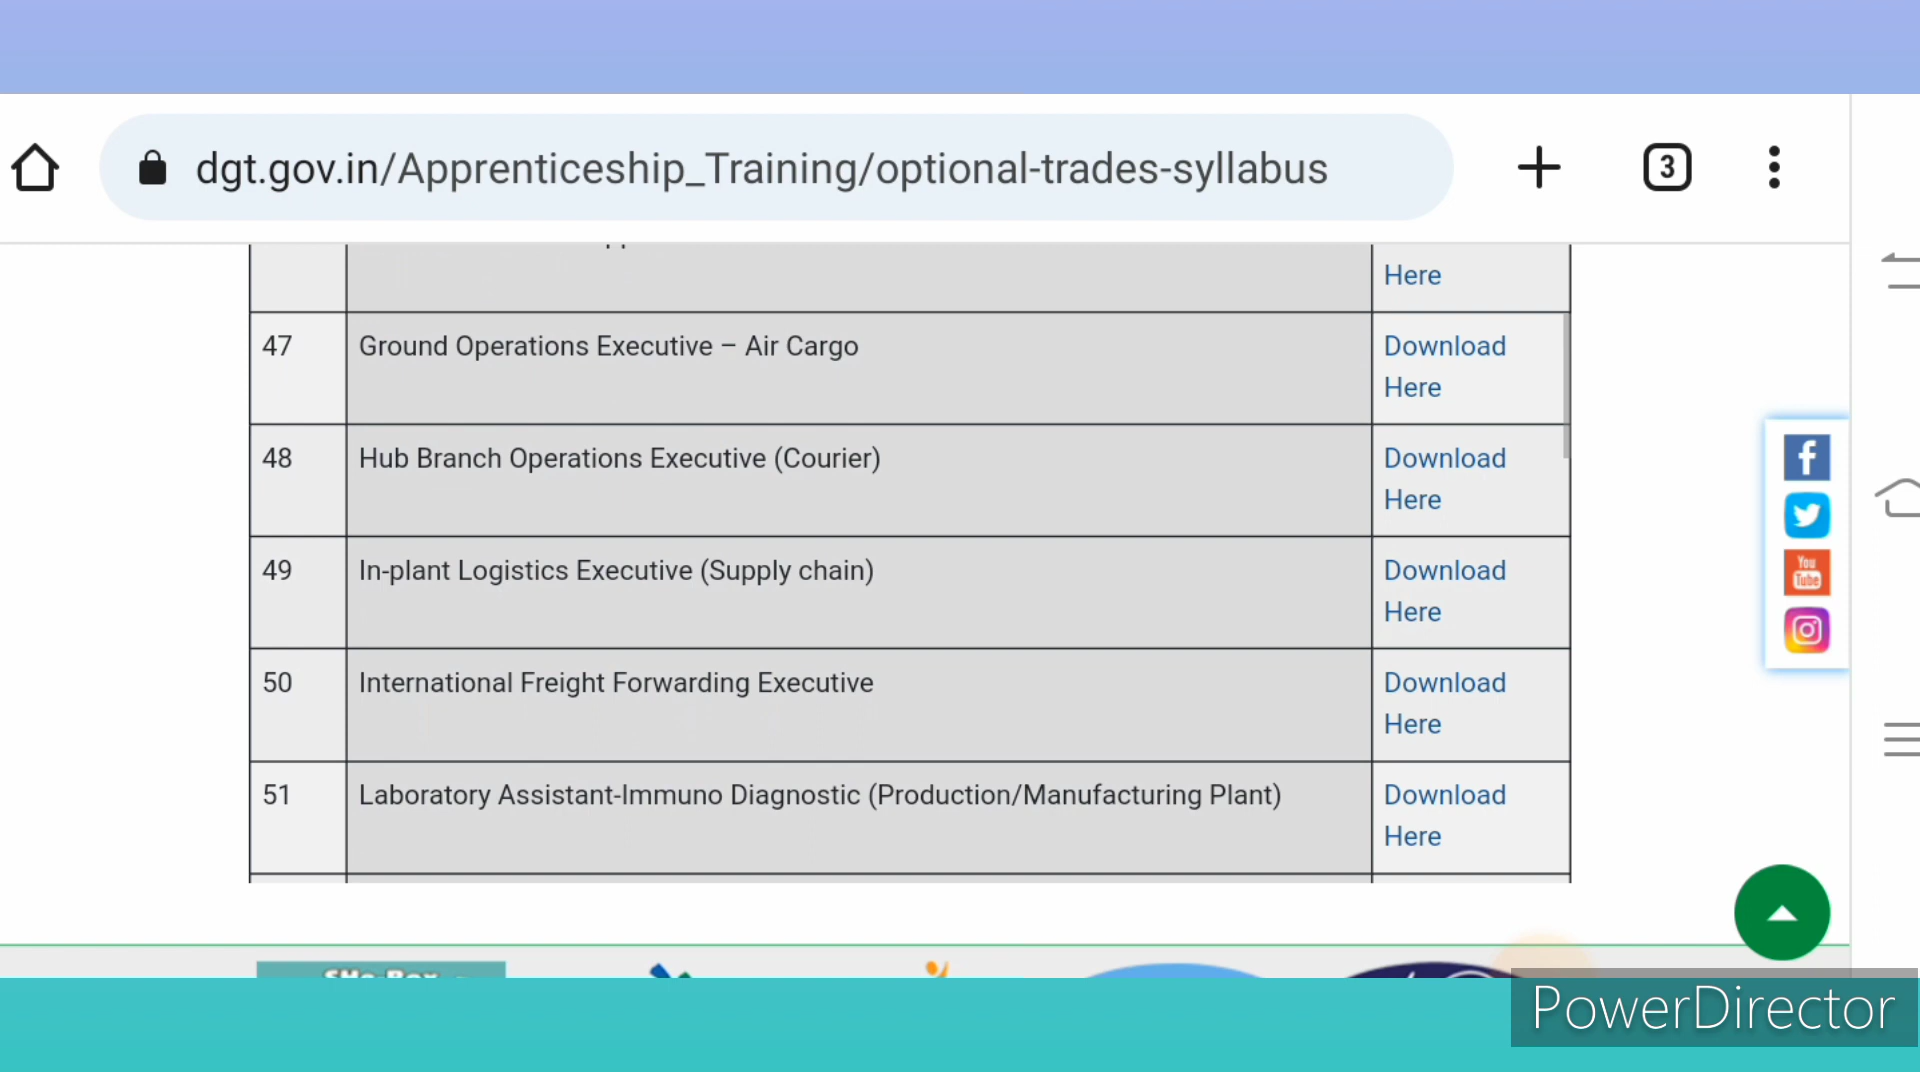 dgt.gov.in/Apprenticeship_Training/optional-trades-syllabus
3
Here
47 Ground Operations Executive – Air Cargo Download
Here
48 Hub Branch Operations Executive (Courier) Download
Here
49 In-plant Logistics Executive (Supply chain) Download
Here
50 International Freight Forwarding Executive Download
Here
51 Laboratory Assistant-Immuno Diagnostic (Production/Manufacturing Plant) Download
Here
You
Tube
PowerDirector